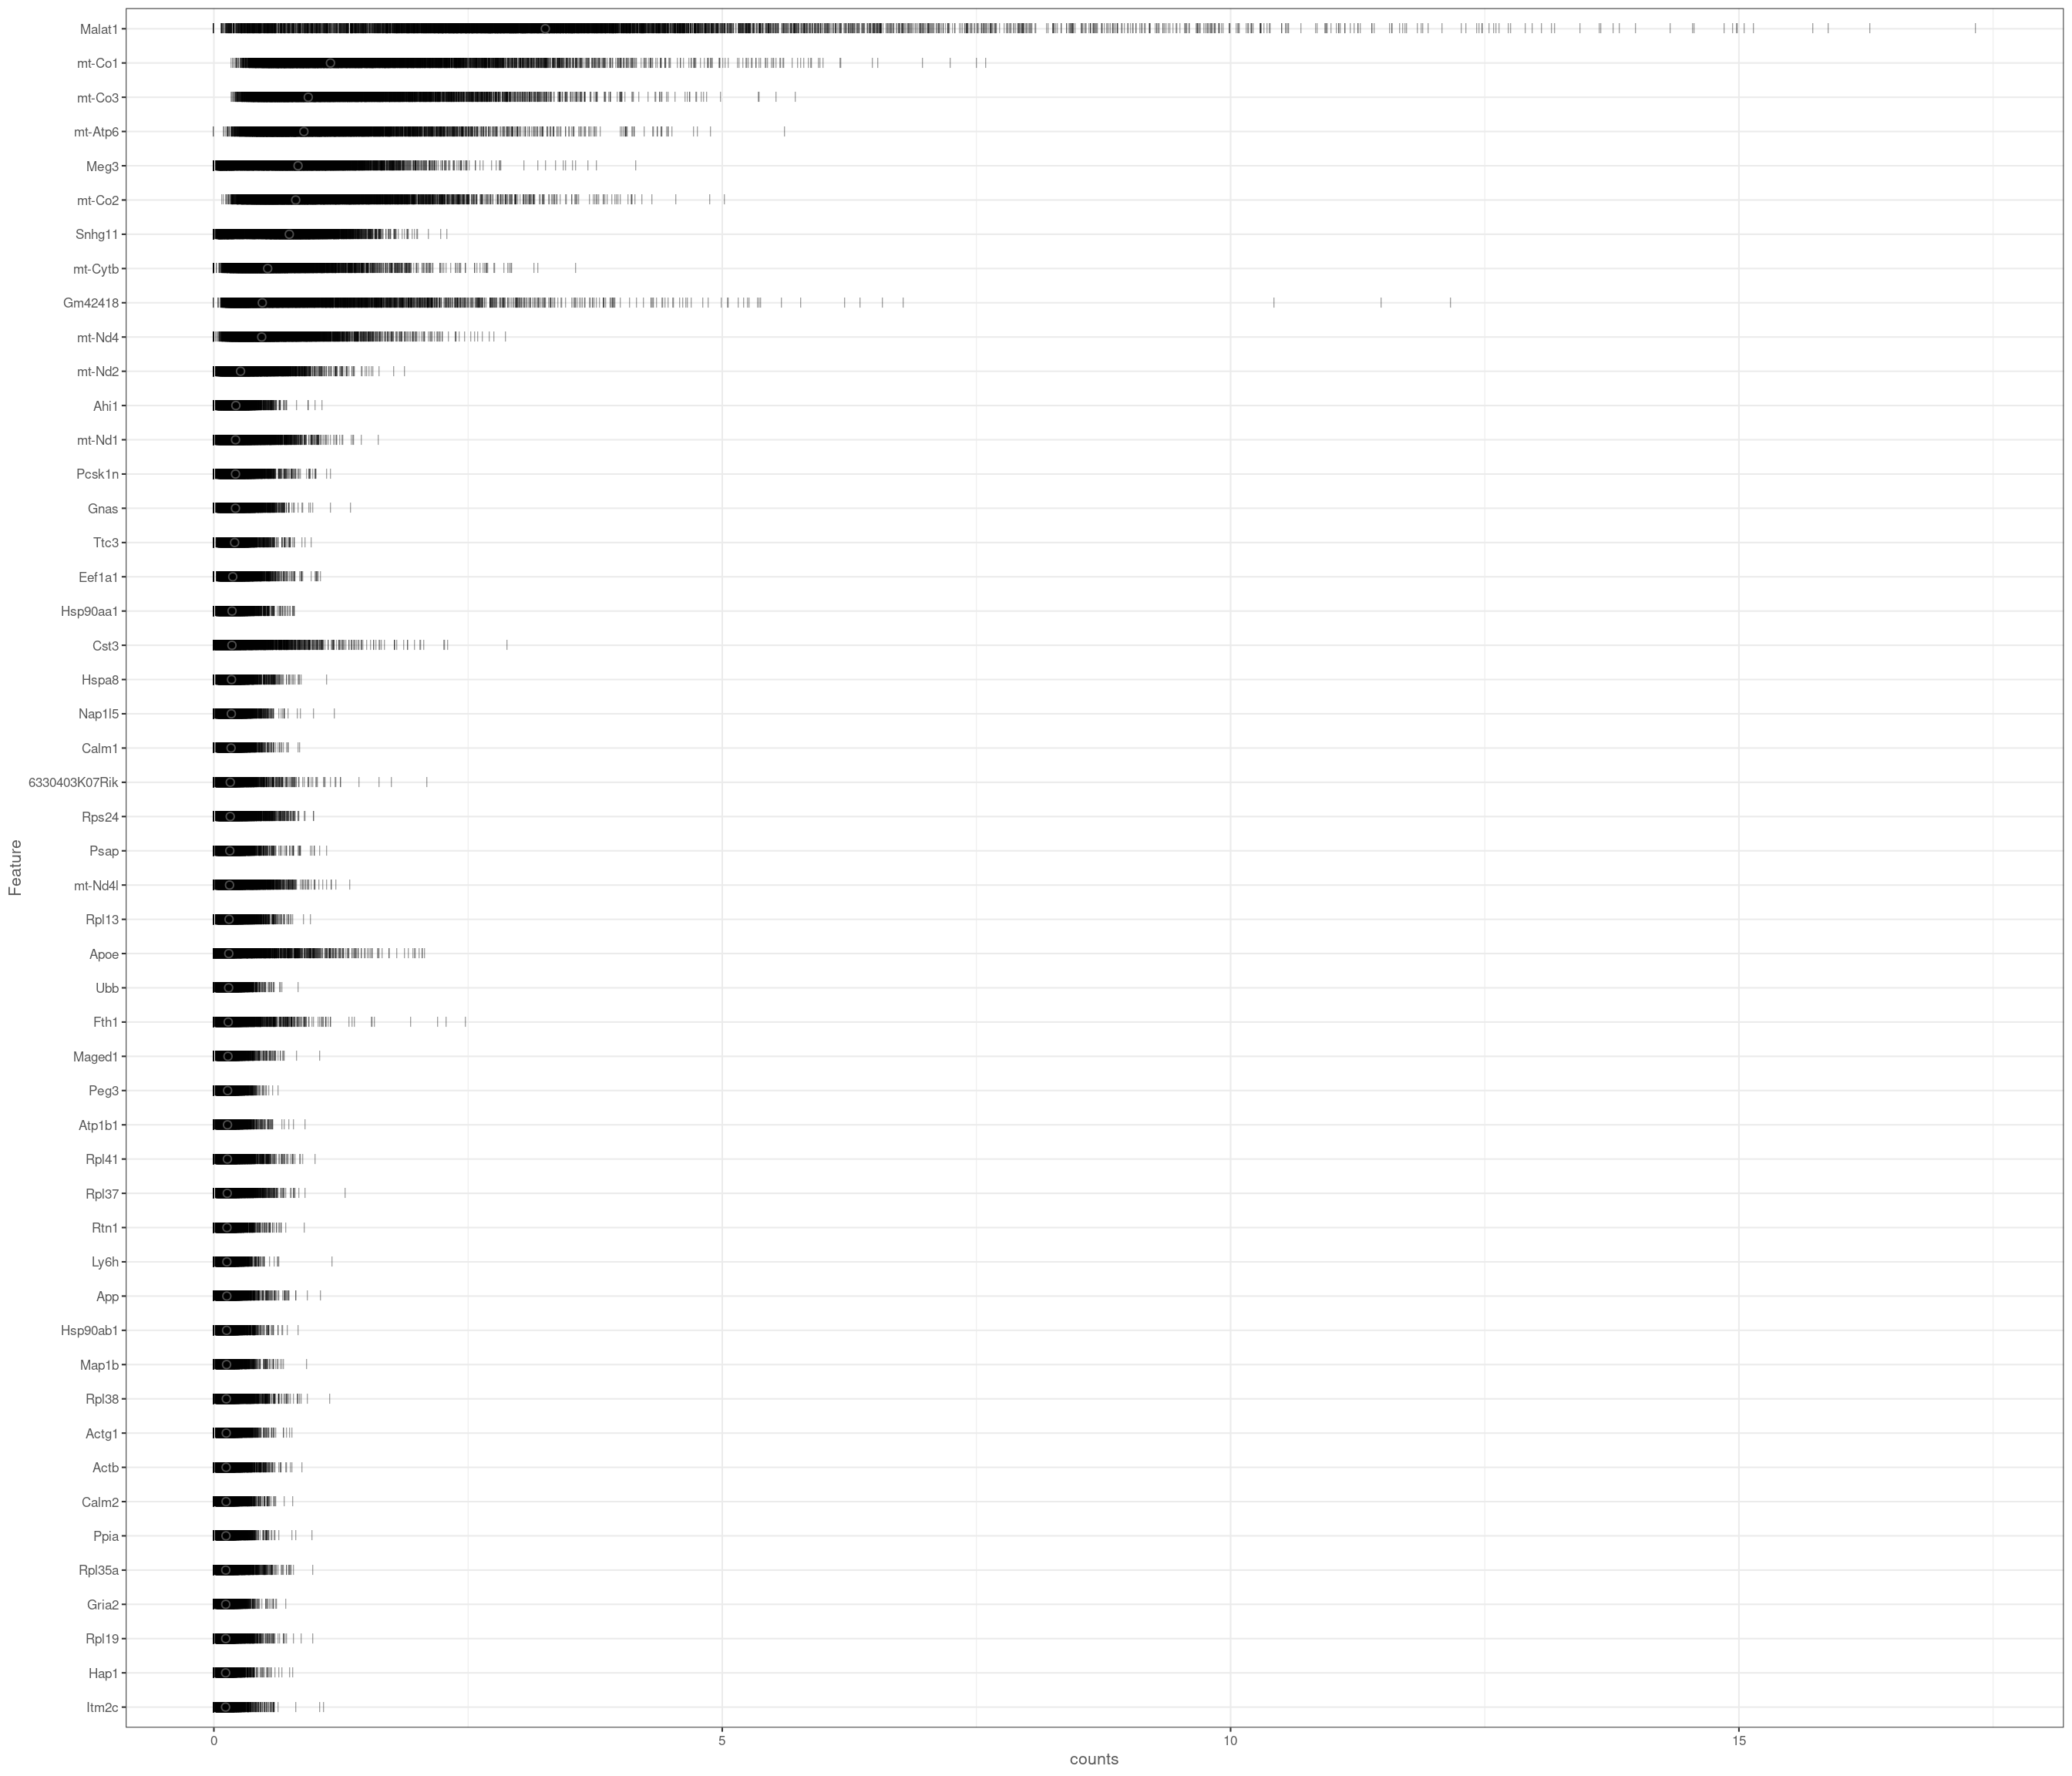 Malat1
mt-Co1
mt-Co3
mt-Atp6
Meg3
mt-Co2
Snhg11
mt-Cytb
Gm42418
mt-Nd4
mt-Nd2
Ahi1
mt-Nd1
Pcsk1n
Gnas
Ttc3
Eef1a1
Hsp90aa1
Cst3
Hspa8
Nap1l5
Calm1
6330403K07Rik
Rps24
Psap
mt-Nd4l
Rpl13
Apoe
Ubb
Fth1
Maged1
Peg3
Atp1b1
Rpl41
Rpl37
Rtn1
Ly6h
App
Hsp90ab1
Map1b
Rpl38
Actg1
Actb
Calm2
Ppia
Rpl35a
Gria2
Rpl19
Hap1
Itm2c
Feature
0 5 10 15
counts